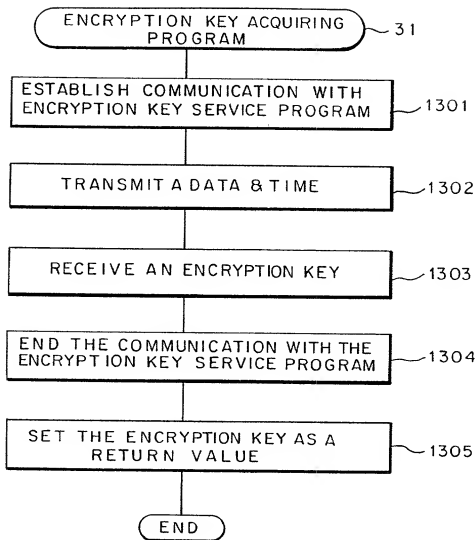 ENCRYPTION KEY ACQUIRING
PROGRAM
31
ESTABLISH COMMUNICATION WITH
ENCRYPTION KEY SERVICE PROGRAM
1301
TRANSMIT A DATA & TIME
1302
RECEIVE AN ENCRYPTION KEY
1303
END THE COMMUNICATION WITH THE
ENCRYPTION KEY SERVICE PROGRAM
1304
SET THE ENCRYPTION KEY AS A
RETURN VALUE
1305
END